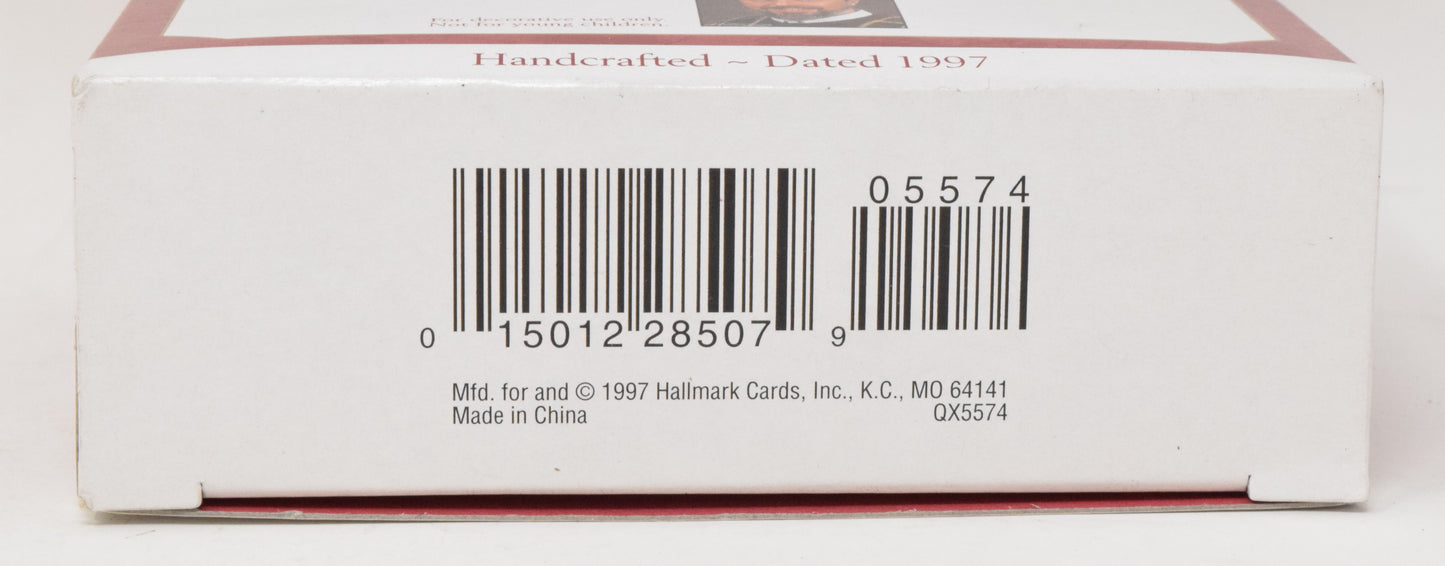 For decorative use only.
Not for young children.
Handcrafted ~ Dated 1997
05574
0 15012 28507 9
Mfd. for and © 1997 Hallmark Cards, Inc., K.C., MO 64141
Made in China QX5574